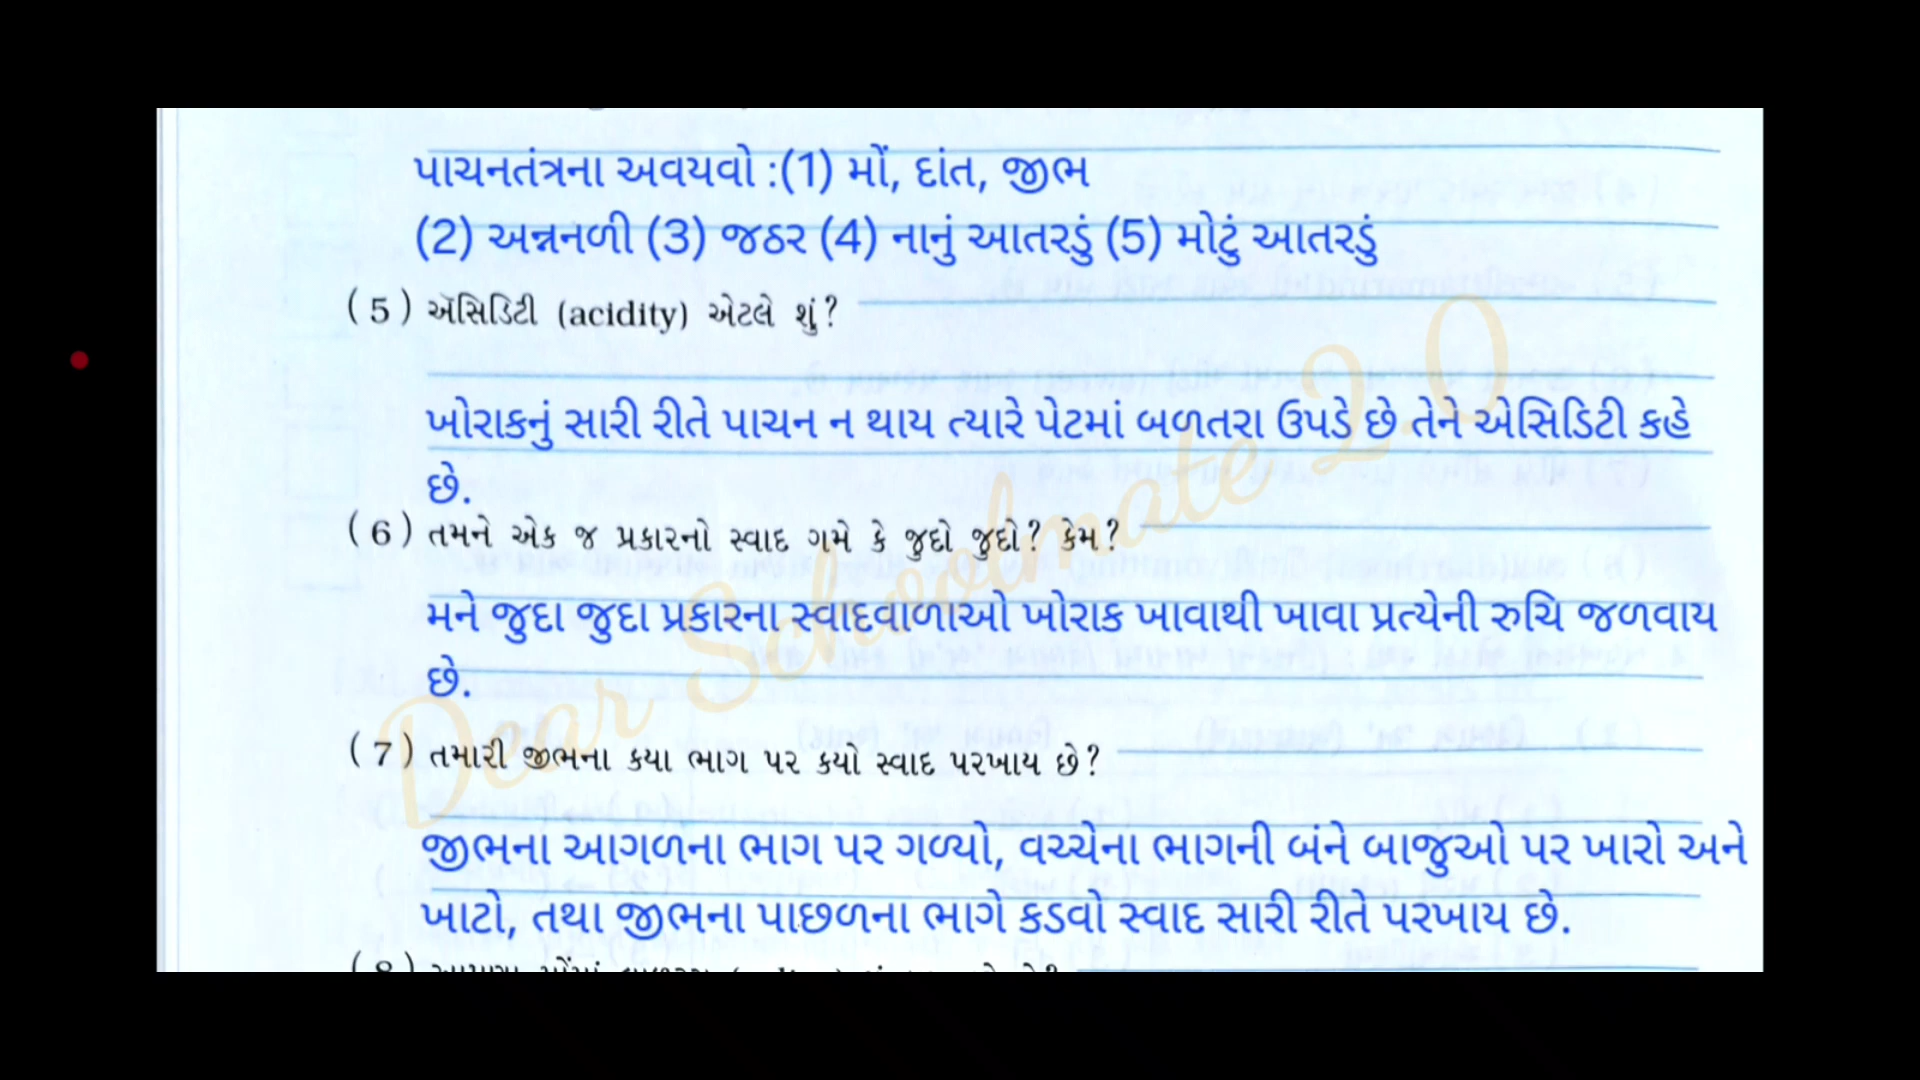 પાચનતંત્રના અવયવો :(1) મોં, દાંત, જીભ
(2) અન્નનળી (3) જઠર (4) નાનું આતરડું (5) મોટું આતરડું
(5) ઍસિડિટી (acidity) એટલે શું?
ખોરાકનું સારી રીતે પાચન ન થાય ત્યારે પેટમાં બળતરા ઉપડે છે તેને એસિડિટી કહે
છે.
(6) તમને એક જ પ્રકારનો સ્વાદ ગમે કે જુદો જુદો? કેમ?
મને જુદા જુદા પ્રકારના સ્વાદવાળાઓ ખોરાક ખાવાથી ખાવા પ્રત્યેની રુચિ જળવાય
છે.
(7) તમારી જીભના કયા ભાગ પર કયો સ્વાદ પરખાય છે?
જીભના આગળના ભાગ પર ગળ્યો, વચ્ચેના ભાગની બંને બાજુઓ પર ખારો અને
ખાટો, તથા જીભના પાછળના ભાગે કડવો સ્વાદ સારી રીતે પરખાય છે.
Dear Schoolmate 2.0